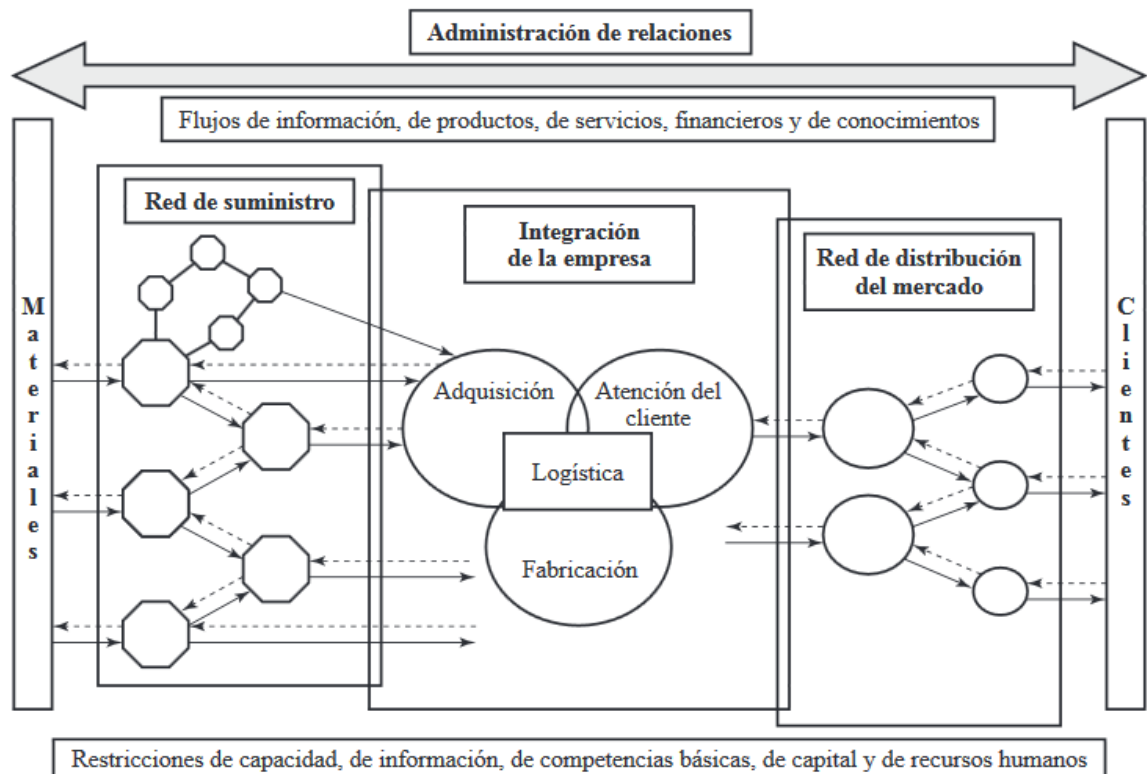 Administración de relaciones
Flujos de información, de productos, de servicios, financieros y de conocimientos
Red de suministro
Integración
de la empresa
Red de distribución
del mercado
Materiales
Clientes
Adquisición
Atención del
cliente
Logística
Fabricación
Restricciones de capacidad, de información, de competencias básicas, de capital y de recursos humanos